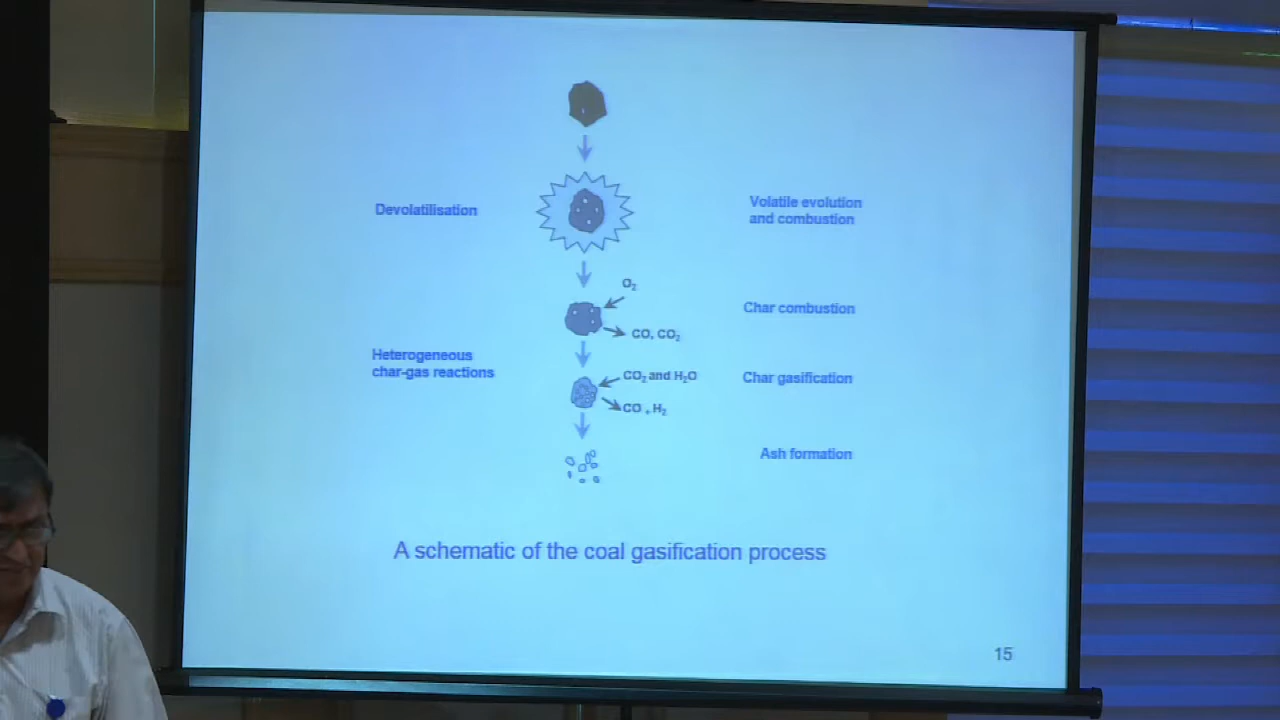 Devolatilisation
Volatile evolution
and combustion
O₂
Char combustion
CO, CO₂
Heterogeneous
char-gas reactions
CO₂ and H₂O
Char gasification
CO , H₂
Ash formation
A schematic of the coal gasification process
15